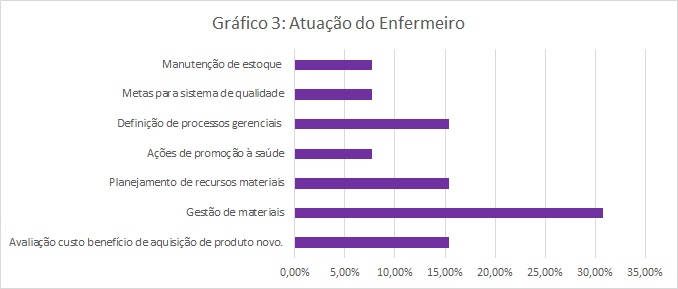 Gráfico 3: Atuação do Enfermeiro
Manutenção de estoque
Metas para sistema de qualidade
Definição de processos gerenciais
Ações de promoção à saúde
Planejamento de recursos materiais
Gestão de materiais
Avaliação custo benefício de aquisição de produto novo.
0,00% 5,00% 10,00% 15,00% 20,00% 25,00% 30,00% 35,00%